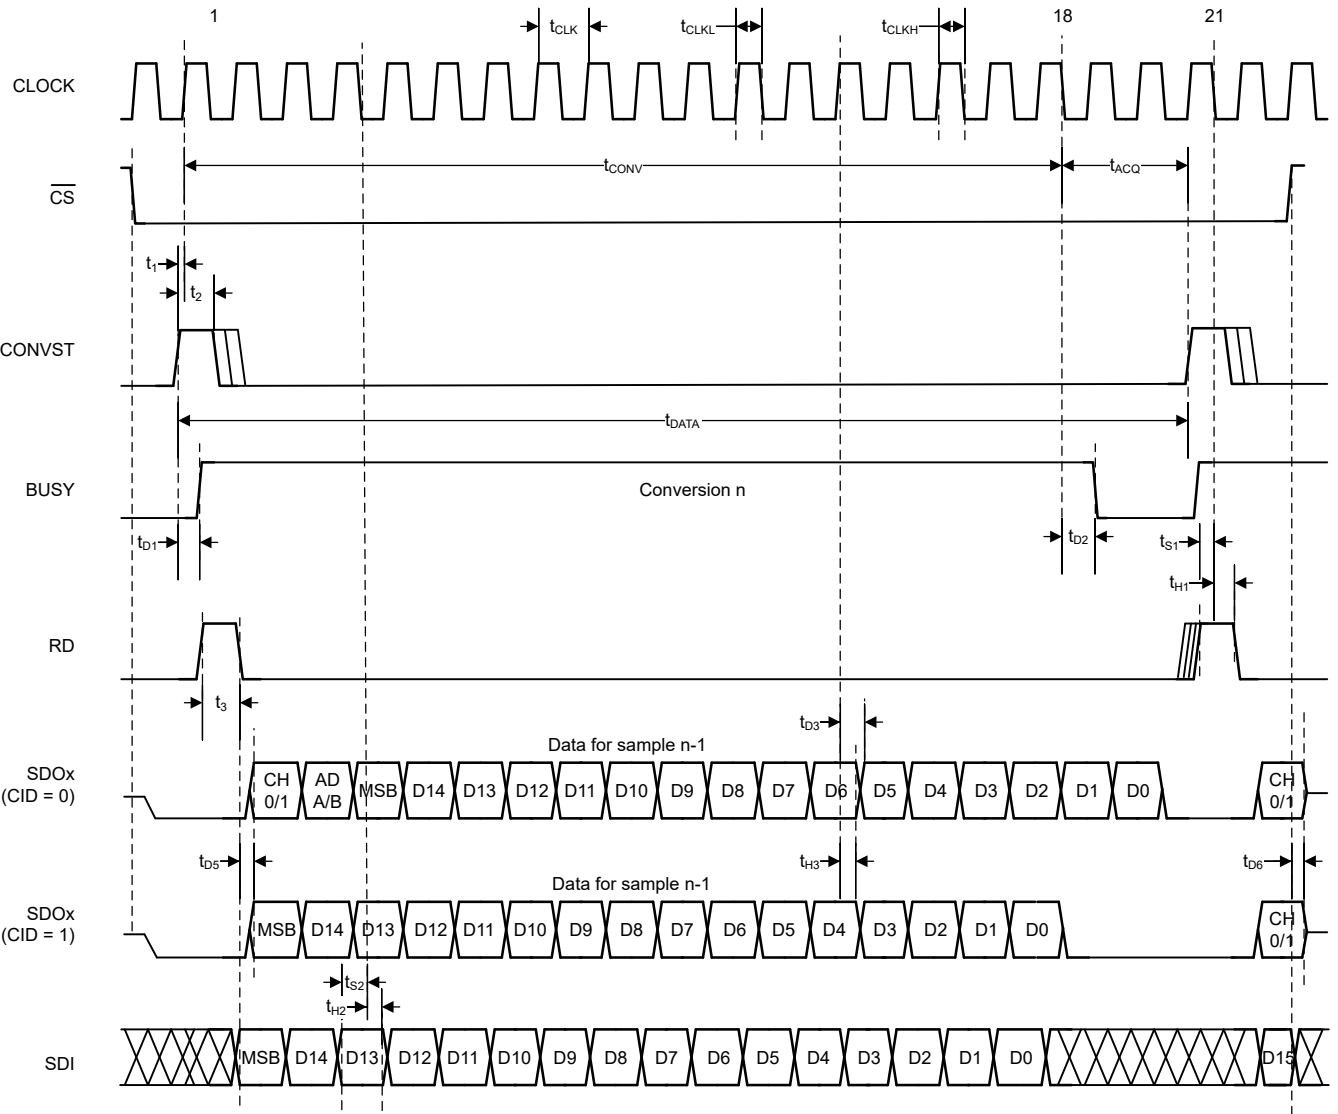 1
18
21
tCLK
tCLKL
tCLKH
CLOCK
tCONV
tACQ
CS
t1
t2
CONVST
tDATA
BUSY
Conversion n
tD1
tD2
tS1
tH1
RD
t3
tD3
Data for sample n-1
SDOx
(CID = 0)
CH 0/1 AD A/B MSB D14 D13 D12 D11 D10 D9 D8 D7 D6 D5 D4 D3 D2 D1 D0 CH 0/1
tD5
tH3
tD6
Data for sample n-1
SDOx
(CID = 1)
MSB D14 D13 D12 D11 D10 D9 D8 D7 D6 D5 D4 D3 D2 D1 D0 CH 0/1
tS2
tH2
SDI
MSB D14 D13 D12 D11 D10 D9 D8 D7 D6 D5 D4 D3 D2 D1 D0 D15